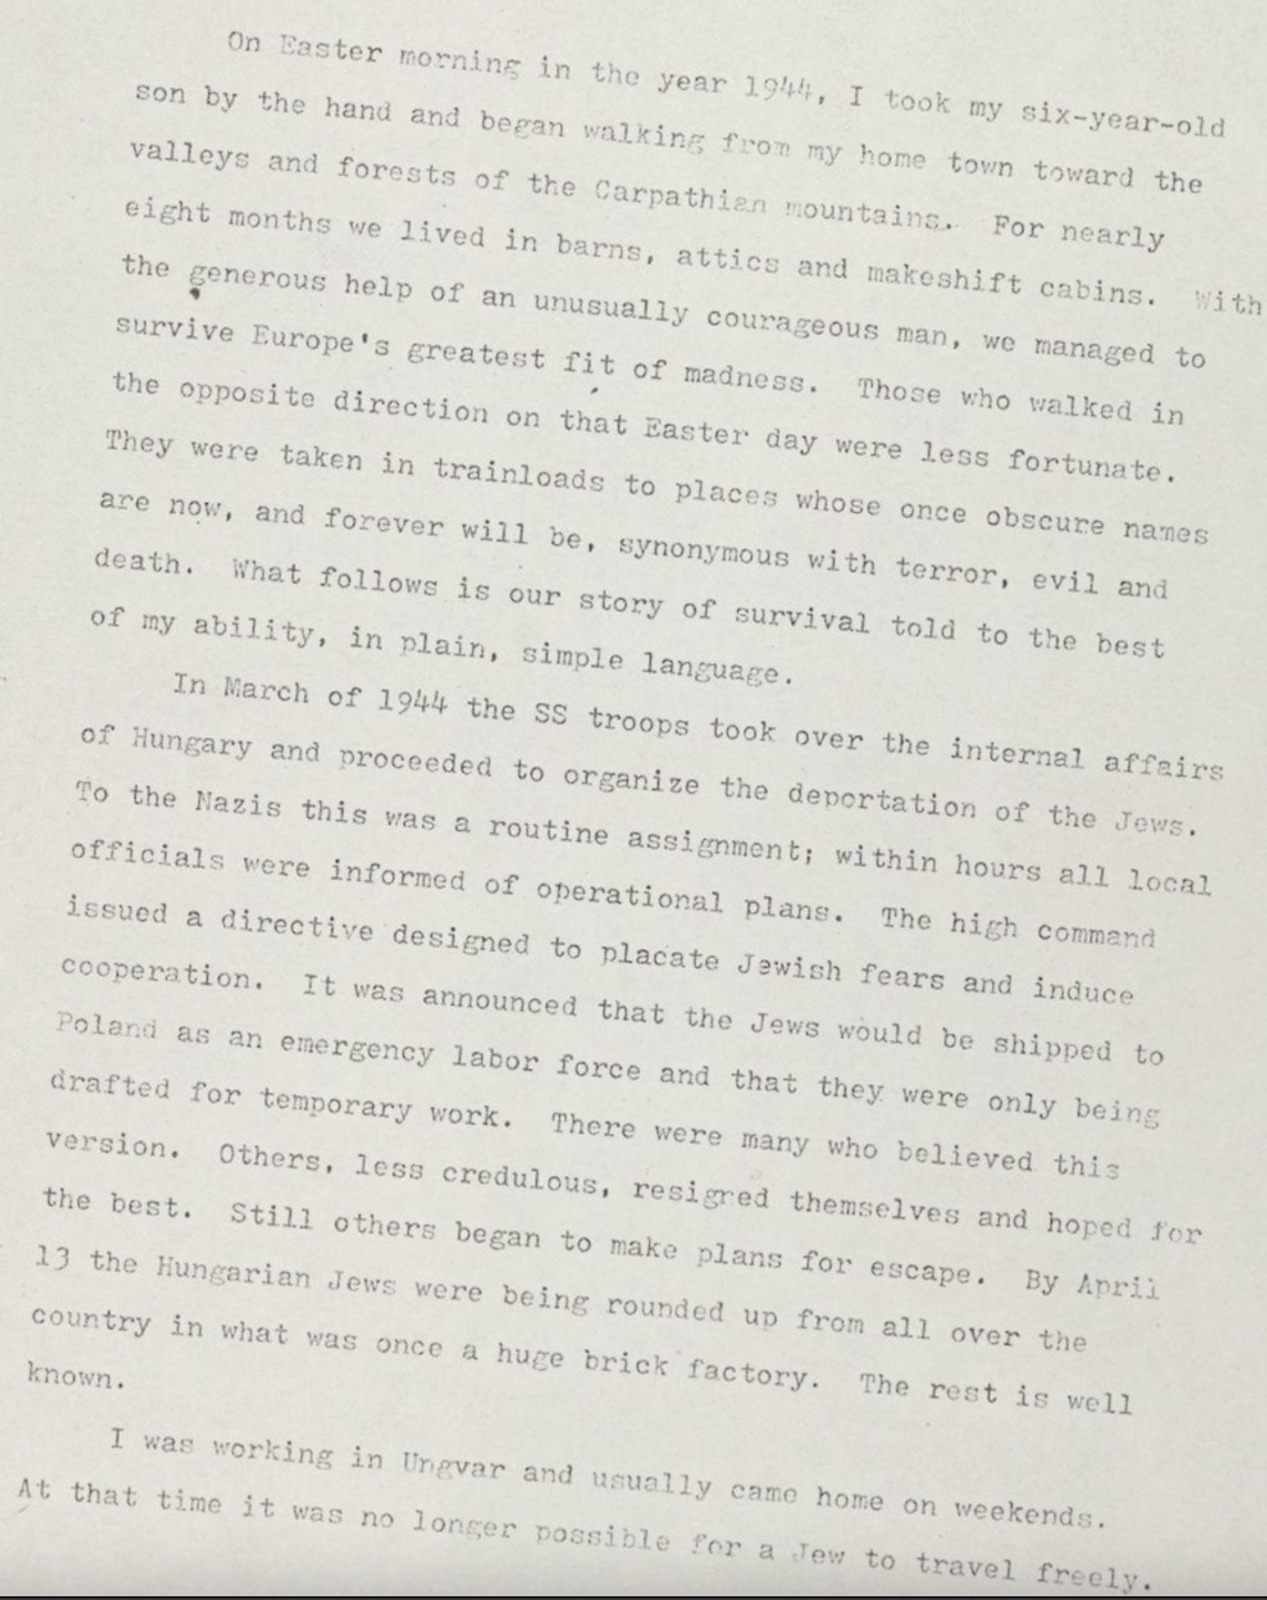 On Easter morning in the year 1944, I took my six-year-old
son by the hand and began walking from my home town toward the
valleys and forests of the Carpathian mountains. For nearly
eight months we lived in barns, attics and makeshift cabins. With
the generous help of an unusually courageous man, we managed to
survive Europe's greatest fit of madness. Those who walked in
the opposite direction on that Easter day were less fortunate.
They were taken in trainloads to places whose once obscure names
are now, and forever will be, synonymous with terror, evil and
death. What follows is our story of survival told to the best
of my ability, in plain, simple language.
In March of 1944 the SS troops took over the internal affairs
of Hungary and proceeded to organize the deportation of the Jews.
To the Nazis this was a routine assignment; within hours all local
officials were informed of operational plans. The high command
issued a directive designed to placate Jewish fears and induce
cooperation. It was announced that the Jews would be shipped to
Poland as an emergency labor force and that they were only being
drafted for temporary work. There were many who believed this
version. Others, less credulous, resigned themselves and hoped for
the best. Still others began to make plans for escape. By April
13 the Hungarian Jews were being rounded up from all over the
country in what was once a huge brick factory. The rest is well
known.
I was working in Ungvar and usually came home on weekends.
At that time it was no longer possible for a Jew to travel freely.